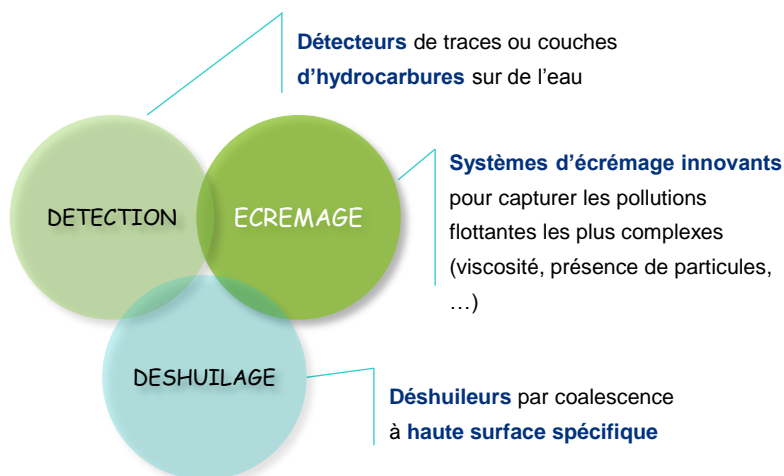 Détecteurs de traces ou couches
d’hydrocarbures sur de l’eau
DETECTION
ECREMAGE
Systèmes d’écrémage innovants
pour capturer les pollutions
flottantes les plus complexes
(viscosité, présence de particules,
…)
DESHUILAGE
Déshuileurs par coalescence
à haute surface spécifique